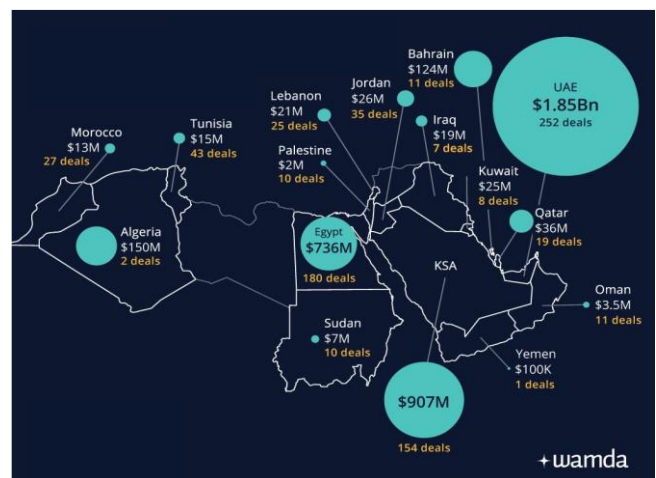 Bahrain
$124M
11 deals
UAE
$1.85Bn
252 deals
Lebanon
$21M
25 deals
Jordan
$26M
35 deals
Iraq
$19M
7 deals
Tunisia
$15M
43 deals
Morocco
$13M
27 deals
Palestine
$2M
10 deals
Kuwait
$25M
8 deals
Qatar
$36M
19 deals
Algeria
$150M
2 deals
Egypt
$736M
180 deals
KSA
$907M
154 deals
Oman
$3.5M
11 deals
Sudan
$7M
10 deals
Yemen
$100K
1 deals
wamda